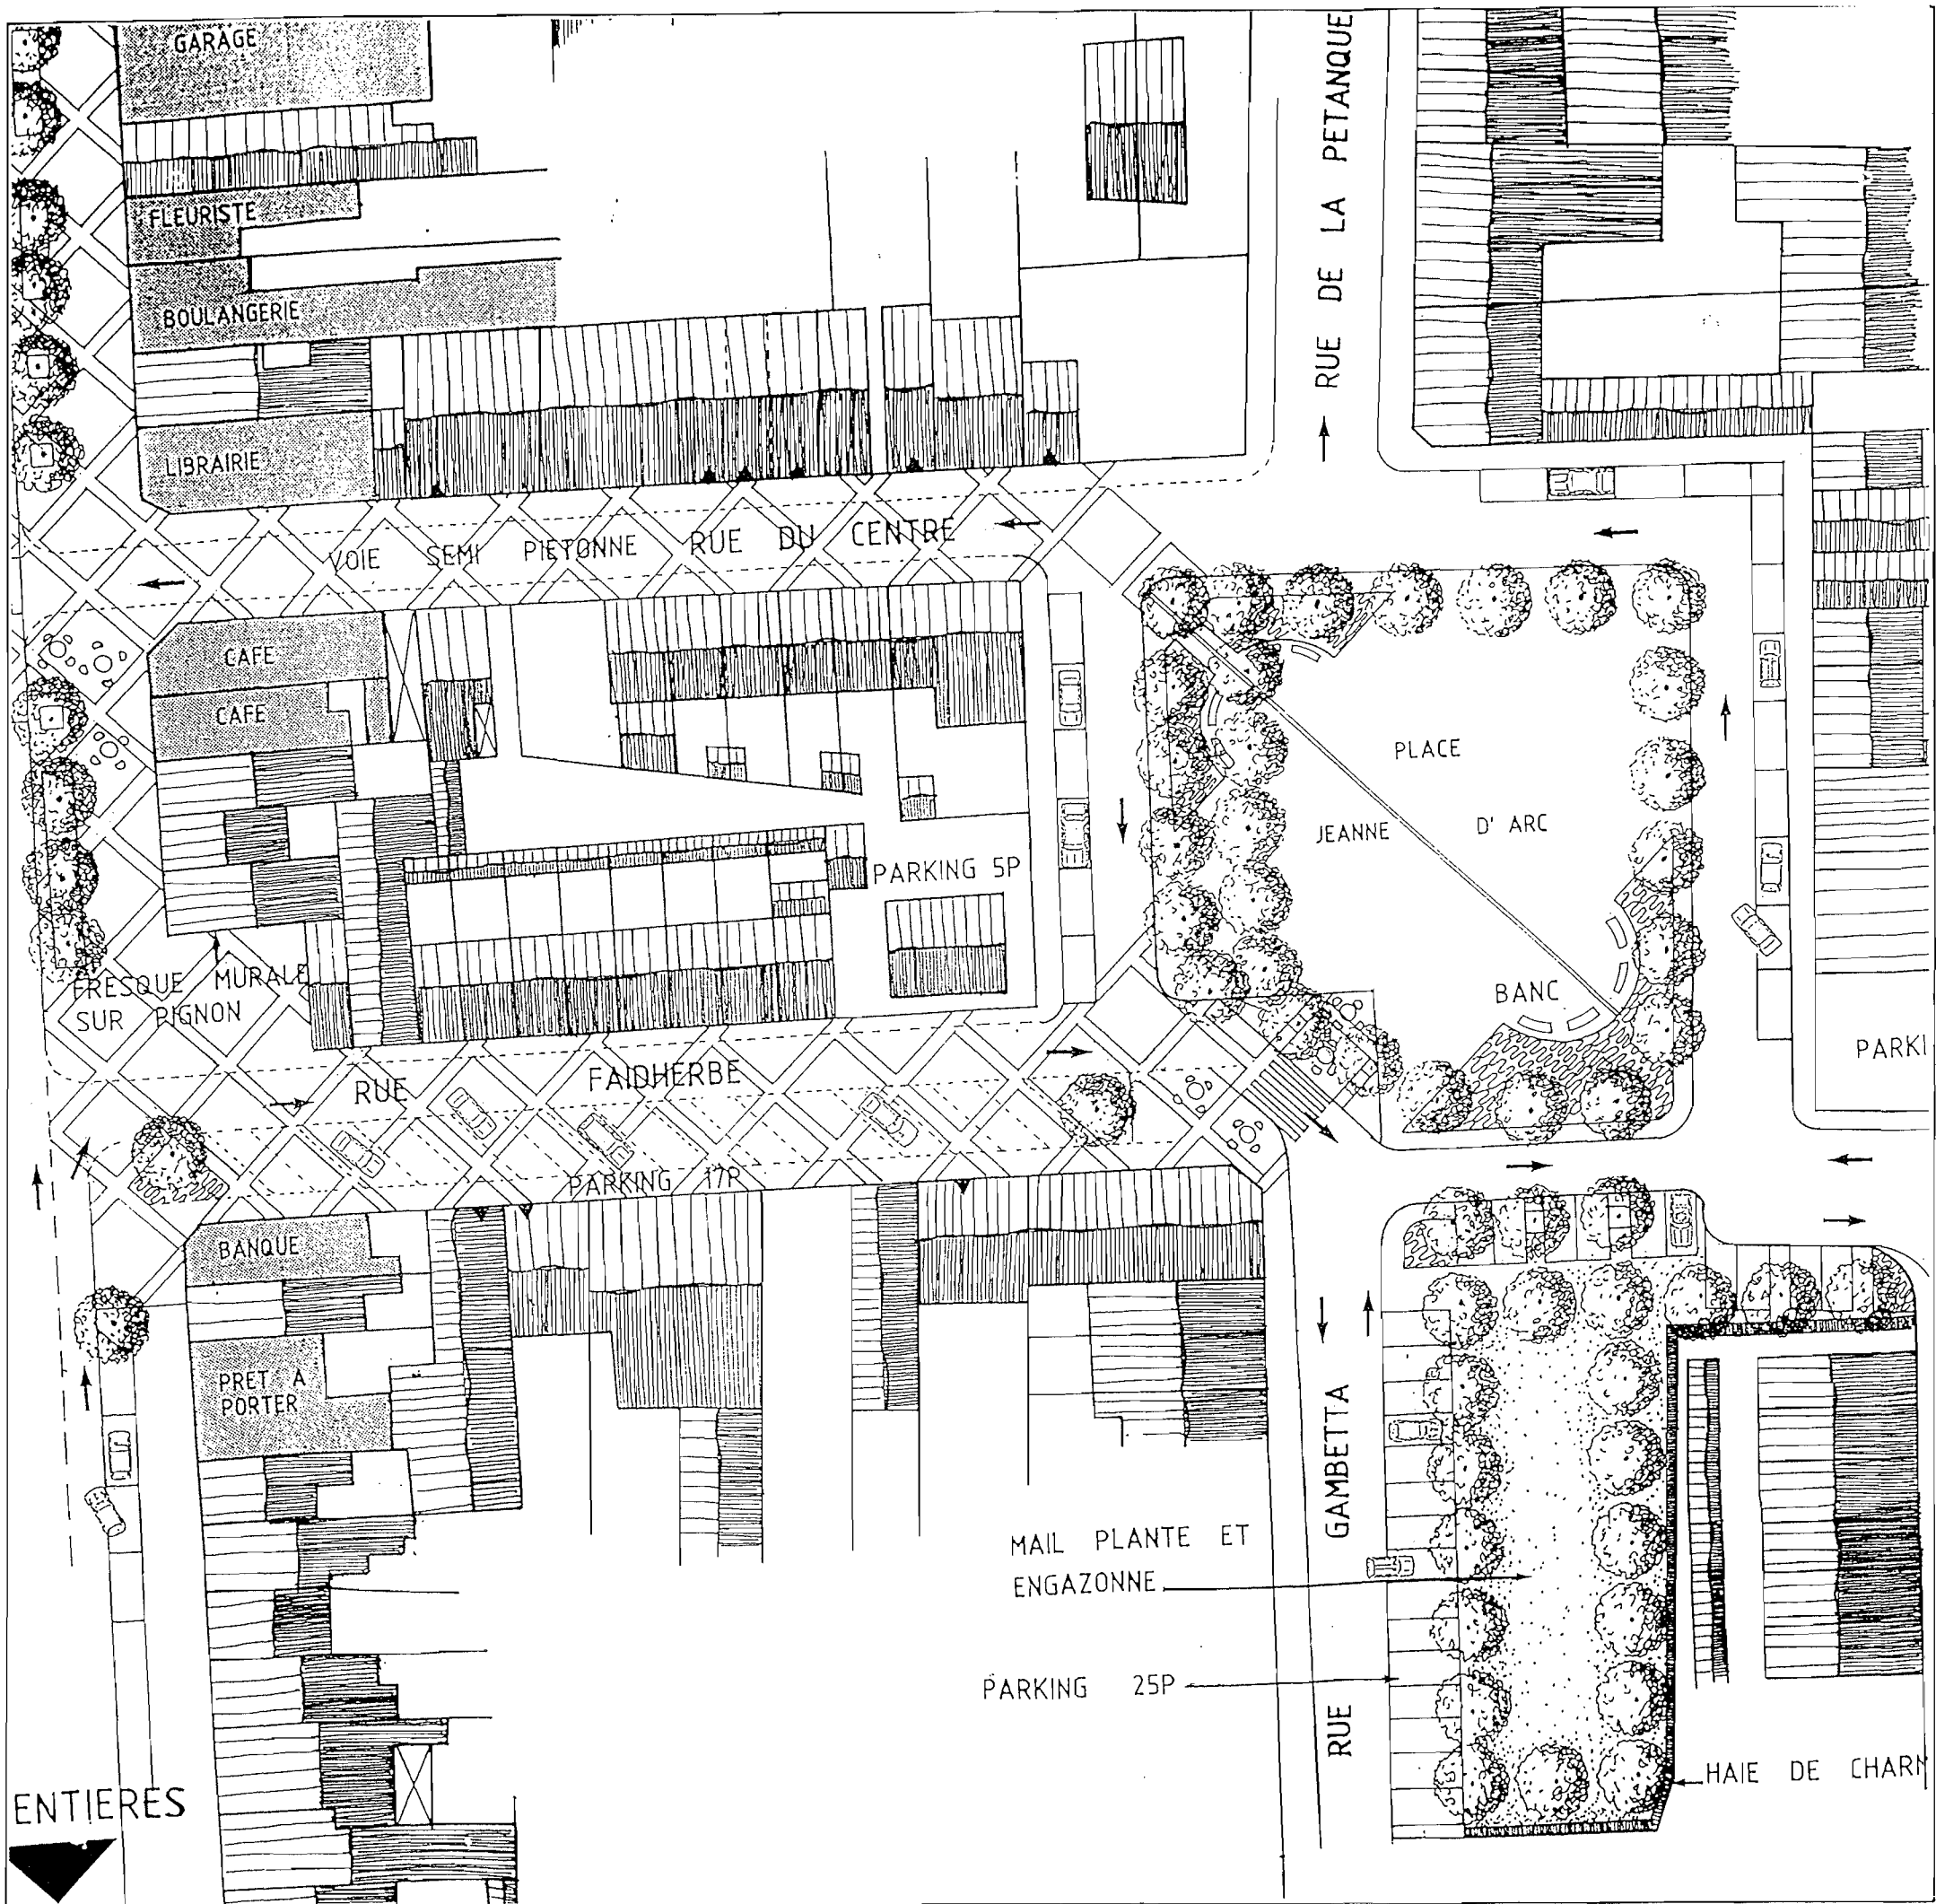 GARAGE
FLEURISTE
BOULANGERIE
LIBRAIRIE
RUE DE LA PETANQUE
VOIE SEMI PIETONNE RUE DU CENTRE
CAFE
CAFE
PLACE
JEANNE D' ARC
PARKING 5P
FRESQUE MURALE
SUR PIGNON
BANC
PARKI
RUE FAIDHERBE
PARKING 17P
BANQUE
PRET A
PORTER
RUE GAMBETTA
MAIL PLANTE ET
ENGAZONNE
PARKING 25P
HAIE DE CHARM
ENTIERES